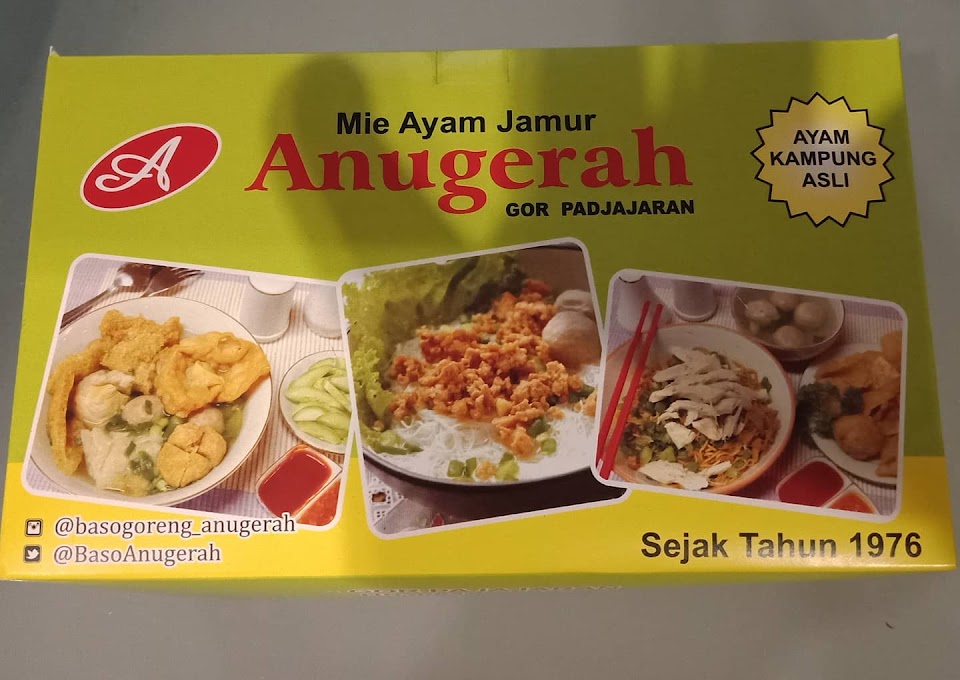 A
Mie Ayam Jamur
Anugerah
GOR PADJAJARAN
AYAM
KAMPUNG
ASLI
@basogoreng_anugerah
@BasoAnugerah
Sejak Tahun 1976